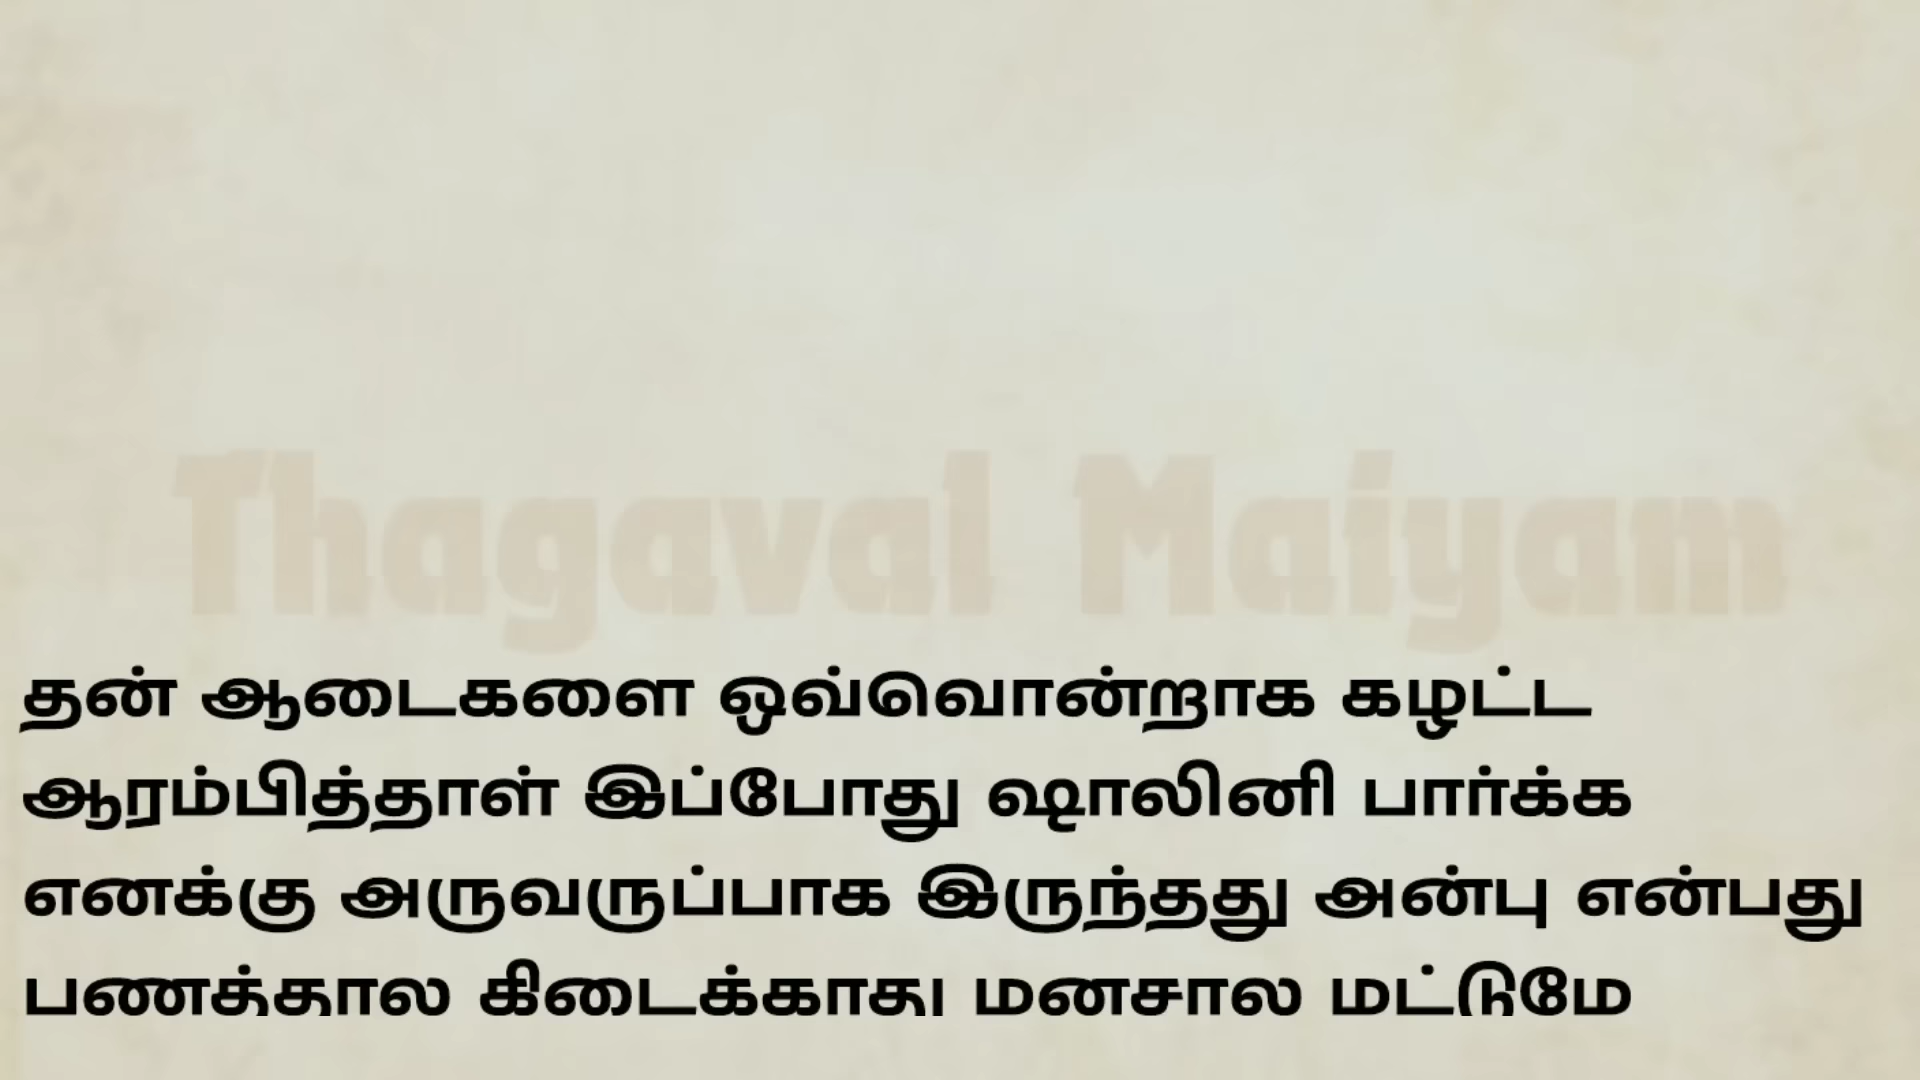 Thagaval Maiyam
தன் ஆடைகளை ஒவ்வொன்றாக கழட்ட
ஆரம்பித்தாள் இப்போது ஷாலினி பார்க்க
எனக்கு அருவருப்பாக இருந்தது அன்பு என்பது
பணத்தால கிடைக்காது மனசால மட்டுமே